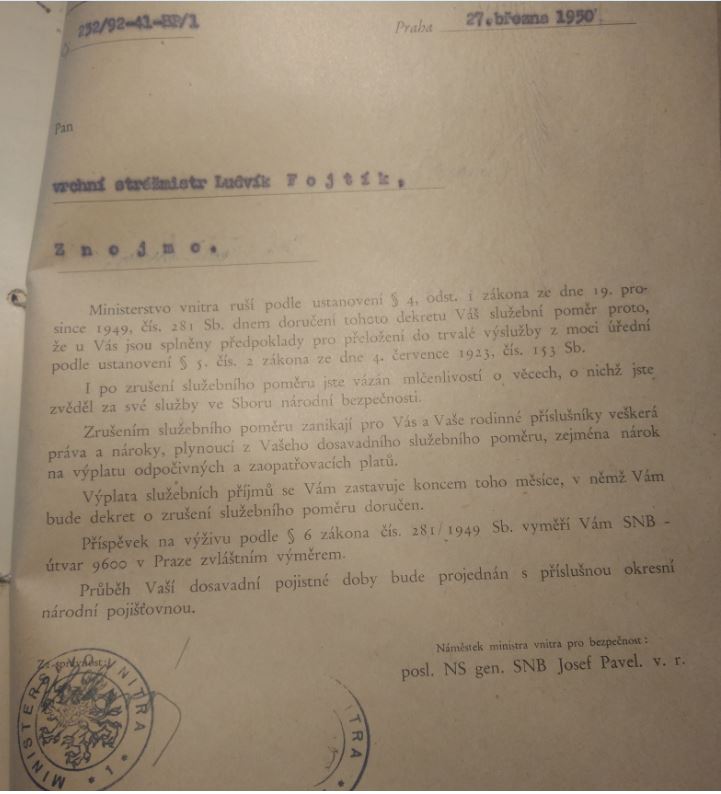 252/92-41-BP/1
Praha 27.března 1950
Pan
vrchní strážmistr Ludvík Fojtík,
Znojmo.
Ministerstvo vnitra ruší podle ustanovení § 4, odst. 1 zákona ze dne 19. pro-
since 1949, čís. 281 Sb. dnem doručení tohoto dekretu Váš služební poměr proto,
že u Vás jsou splněny předpoklady pro přeložení do trvalé výslužby z moci úřední
podle ustanovení § 5. čís. 2 zákona ze dne 4. července 1923, čís. 153 Sb.
I po zrušení služebního poměru jste vázán mlčenlivostí o věcech, o nichž jste
zvěděl za své služby ve Sboru národní bezpečnosti.
Zrušením služebního poměru zanikají pro Vás a Vaše rodinné příslušníky veškerá
práva a nároky, plynoucí z Vašeho dosavadního služebního poměru, zejména nárok
na výplatu odpočivných a zaopatřovacích platů.
Výplata služebních příjmů se Vám zastavuje koncem toho měsíce, v němž Vám
bude dekret o zrušení služebního poměru doručen.
Příspěvek na výživu podle § 6 zákona čís. 281/1949 Sb. vyměří Vám SNB -
útvar 9600 v Praze zvláštním výměrem.
Průběh Vaší dosavadní pojistné doby bude projednán s příslušnou okresní
národní pojišťovnou.
Za správnost:
Náměstek ministra vnitra pro bezpečnost:
posl. NS gen. SNB Josef Pavel. v. r.
MINISTERSTVO VNITRA
* 1 *
ITRA